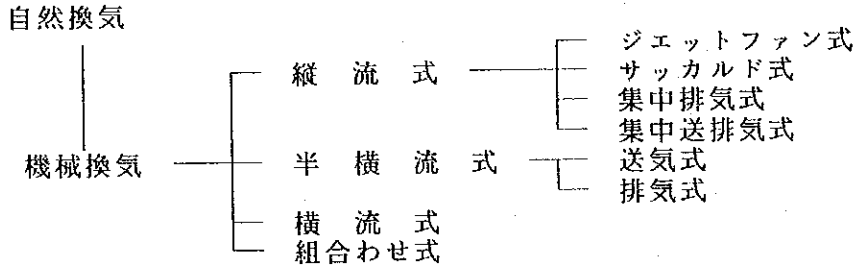 自然換気
ジェットファン式
縦流式
サッカルド式
集中排気式
集中送排気式
機械換気
半横流式
送気式
排気式
横流式
組合わせ式